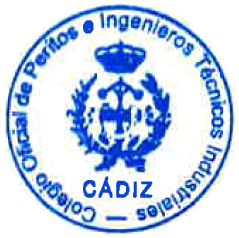 Colegio Oficial de Peritos e Ingenieros Técnicos Industriales —
CÁDIZ